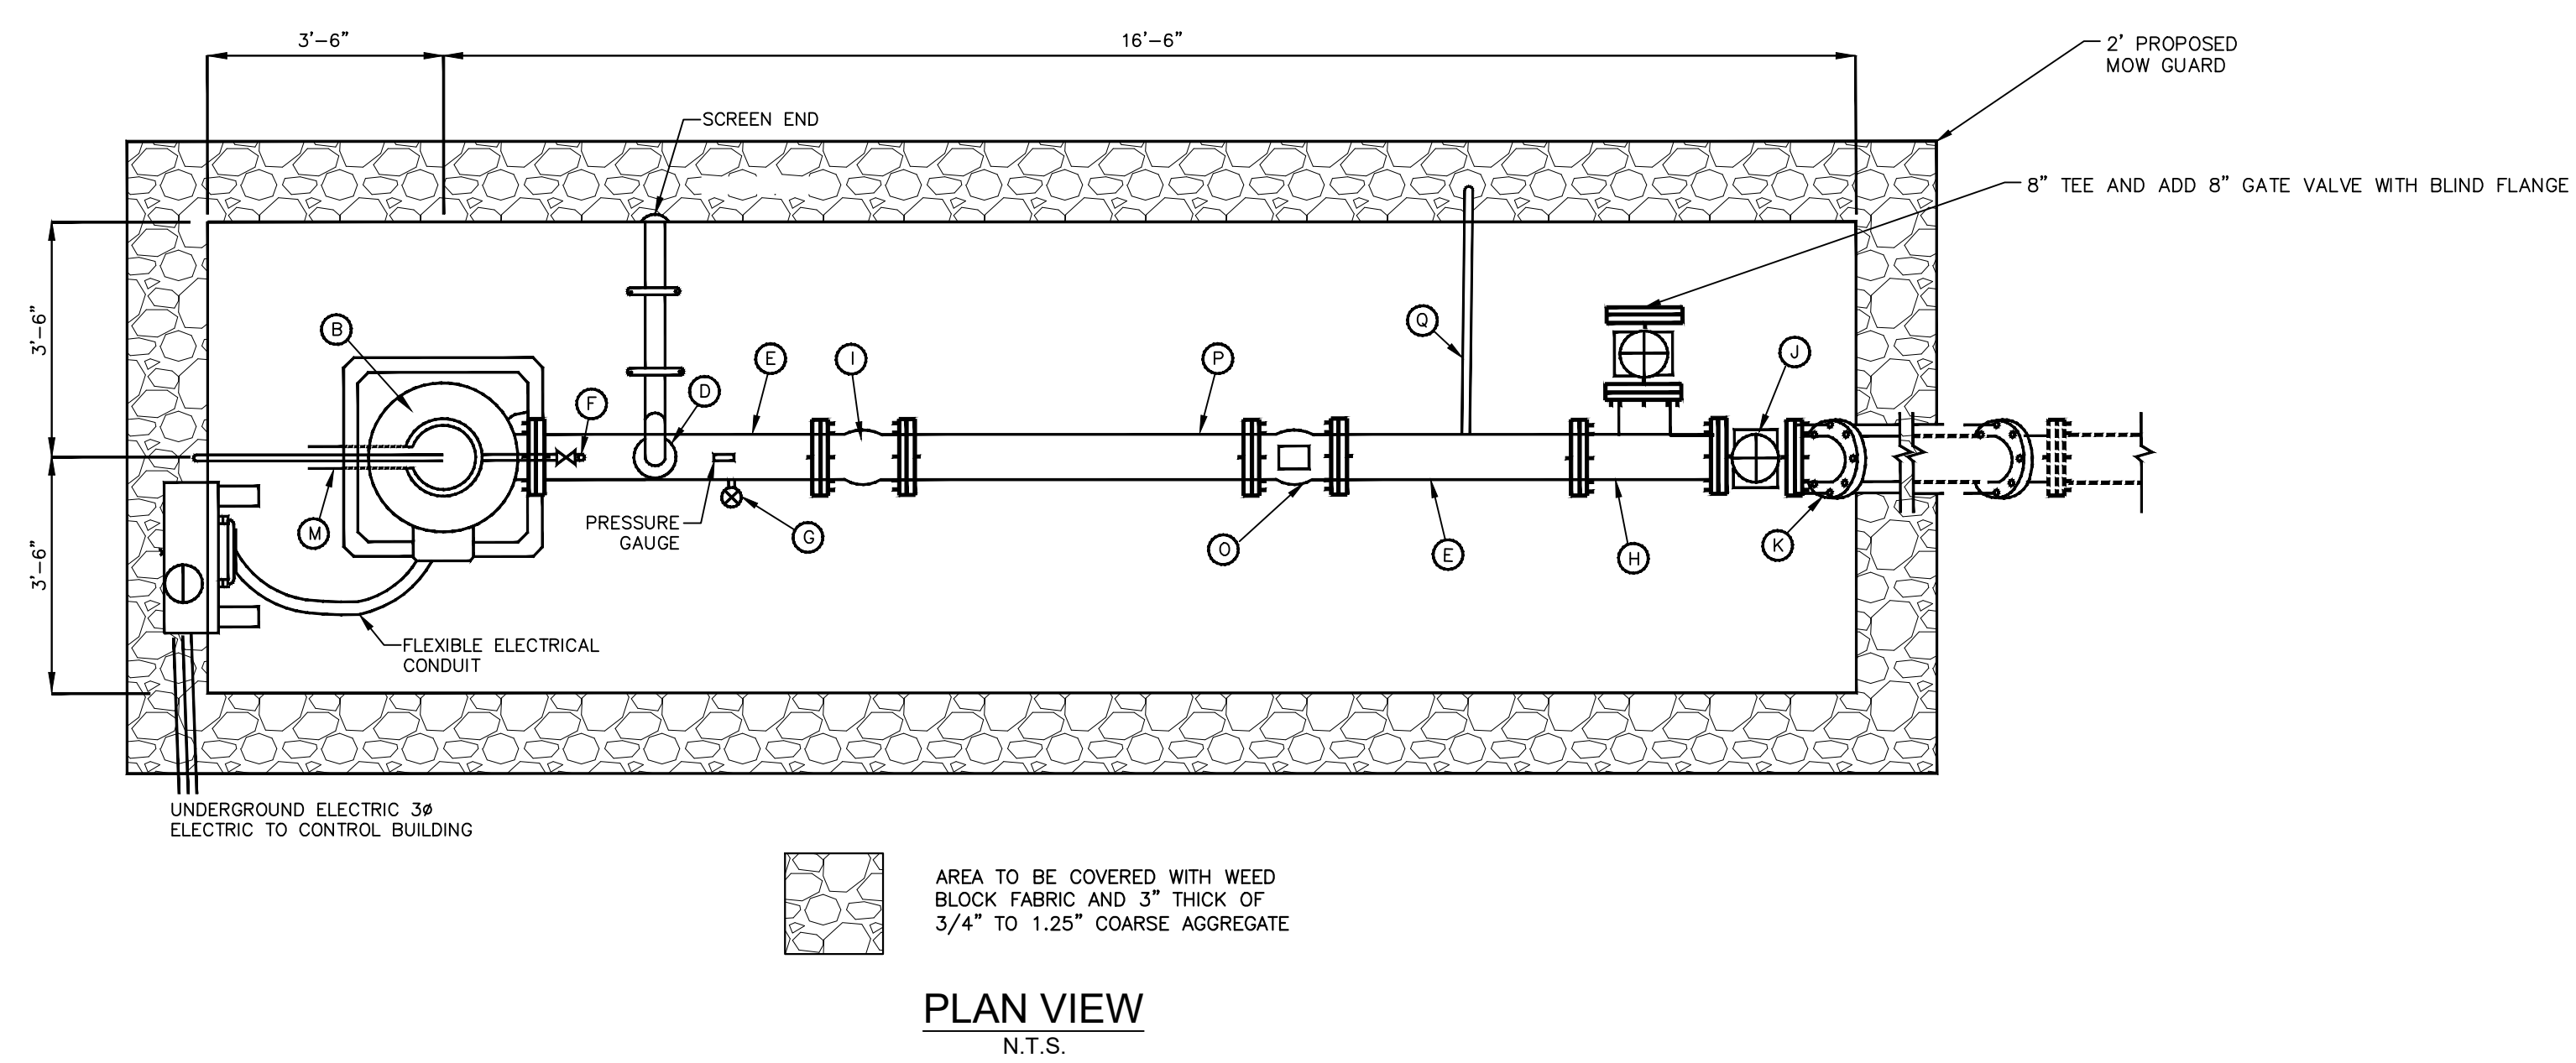 3'-6"
16'-6"
2' PROPOSED
MOW GUARD
SCREEN END
8" TEE AND ADD 8" GATE VALVE WITH BLIND FLANGE
3'-6"
B
Q
E
I
P
J
F
D
M
PRESSURE
GAUGE
G
O
E
H
K
3'-6"
FLEXIBLE ELECTRICAL
CONDUIT
UNDERGROUND ELECTRIC 3ø
ELECTRIC TO CONTROL BUILDING
AREA TO BE COVERED WITH WEED
BLOCK FABRIC AND 3" THICK OF
3/4" TO 1.25" COARSE AGGREGATE
PLAN VIEW
N.T.S.